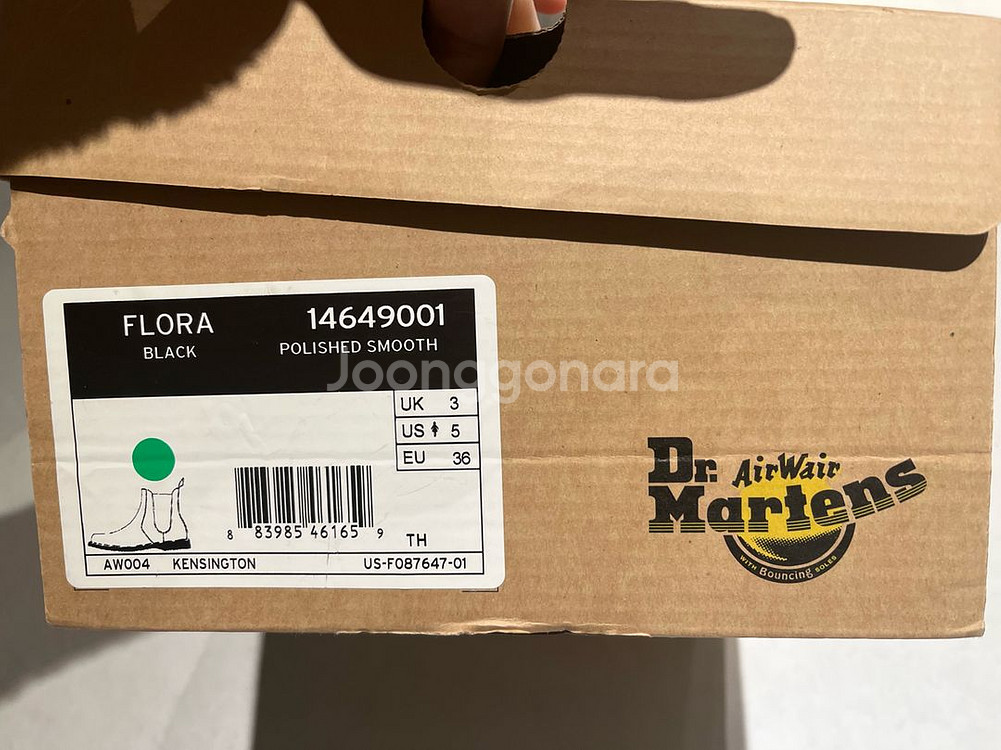 FLORA 14649001
BLACK POLISHED SMOOTH
Joonggonara
UK 3
US 5
EU 36
8 83985 46165 9
TH
AW004 KENSINGTON US-F087647-01
Dr. AirWair
Martens
WITH Bouncing SOLES